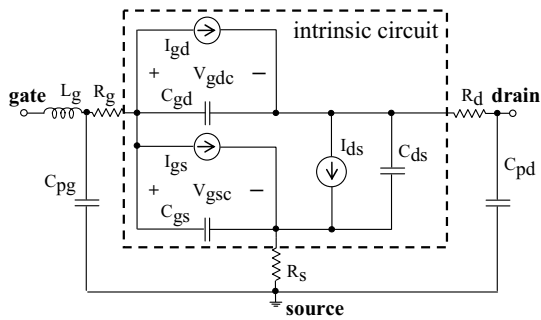 intrinsic circuit
Igd
+ Vgdc −
Cgd
gate
Lg
Rg
Rd
drain
Igs
+ Vgsc −
Cgs
Ids
Cds
Cpg
Cpd
Rs
source